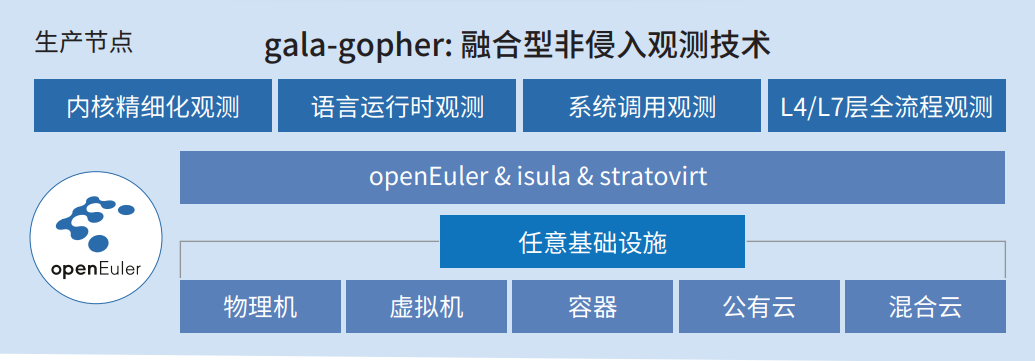 生产节点
gala-gopher: 融合型非侵入观测技术
内核精细化观测
语言运行时观测
系统调用观测
L4/L7层全流程观测
openEuler & isula & stratovirt
openEuler
任意基础设施
物理机
虚拟机
容器
公有云
混合云